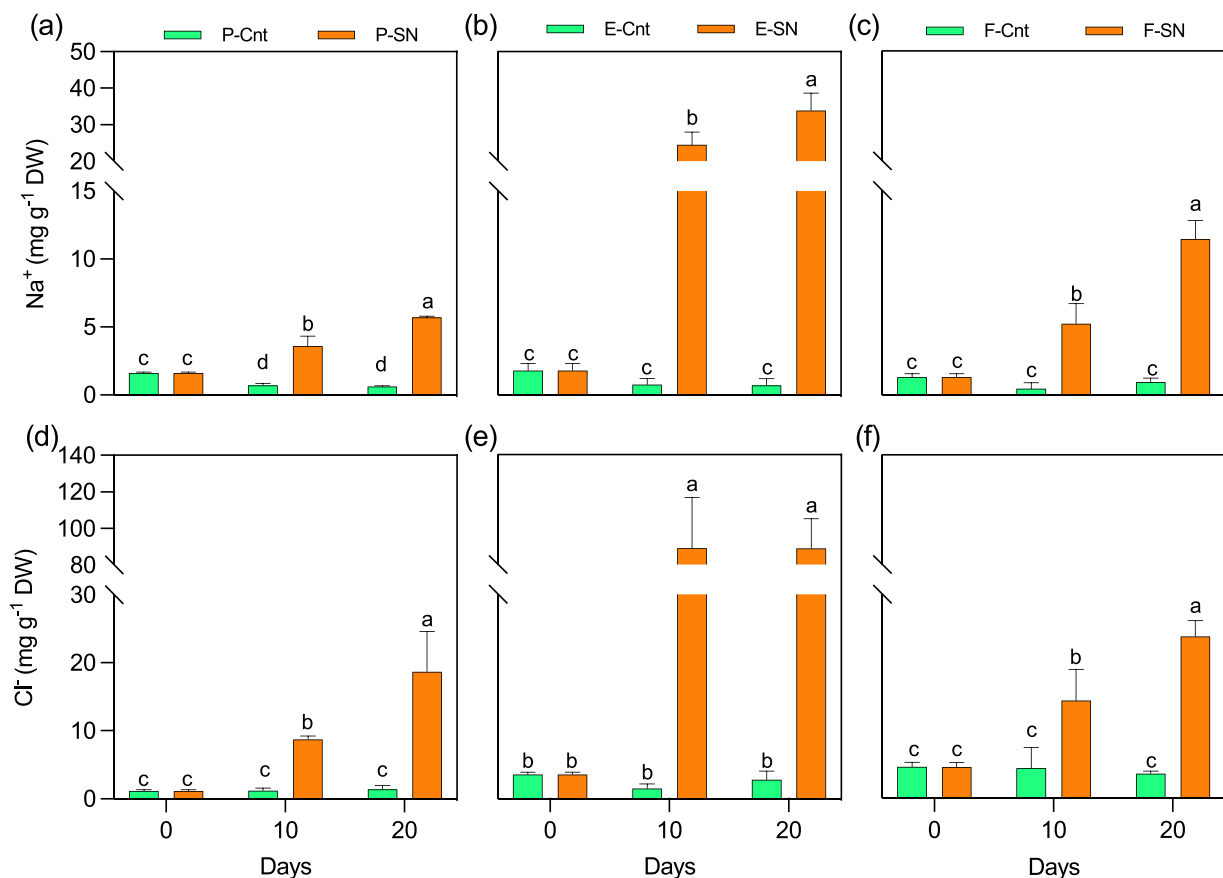 (a) P-Cnt P-SN (b) E-Cnt E-SN (c) F-Cnt F-SN
50
40
30
20
15
10
5
0
Na⁺ (mg g⁻¹ DW)
c c d b d a
c c c b c a
c c c b c a
(d) (e) (f)
140
120
100
80
30
20
10
0
Cl⁻ (mg g⁻¹ DW)
c c c b c a
b b b a b a
c c c b c a
0 10 20 0 10 20 0 10 20
Days Days Days